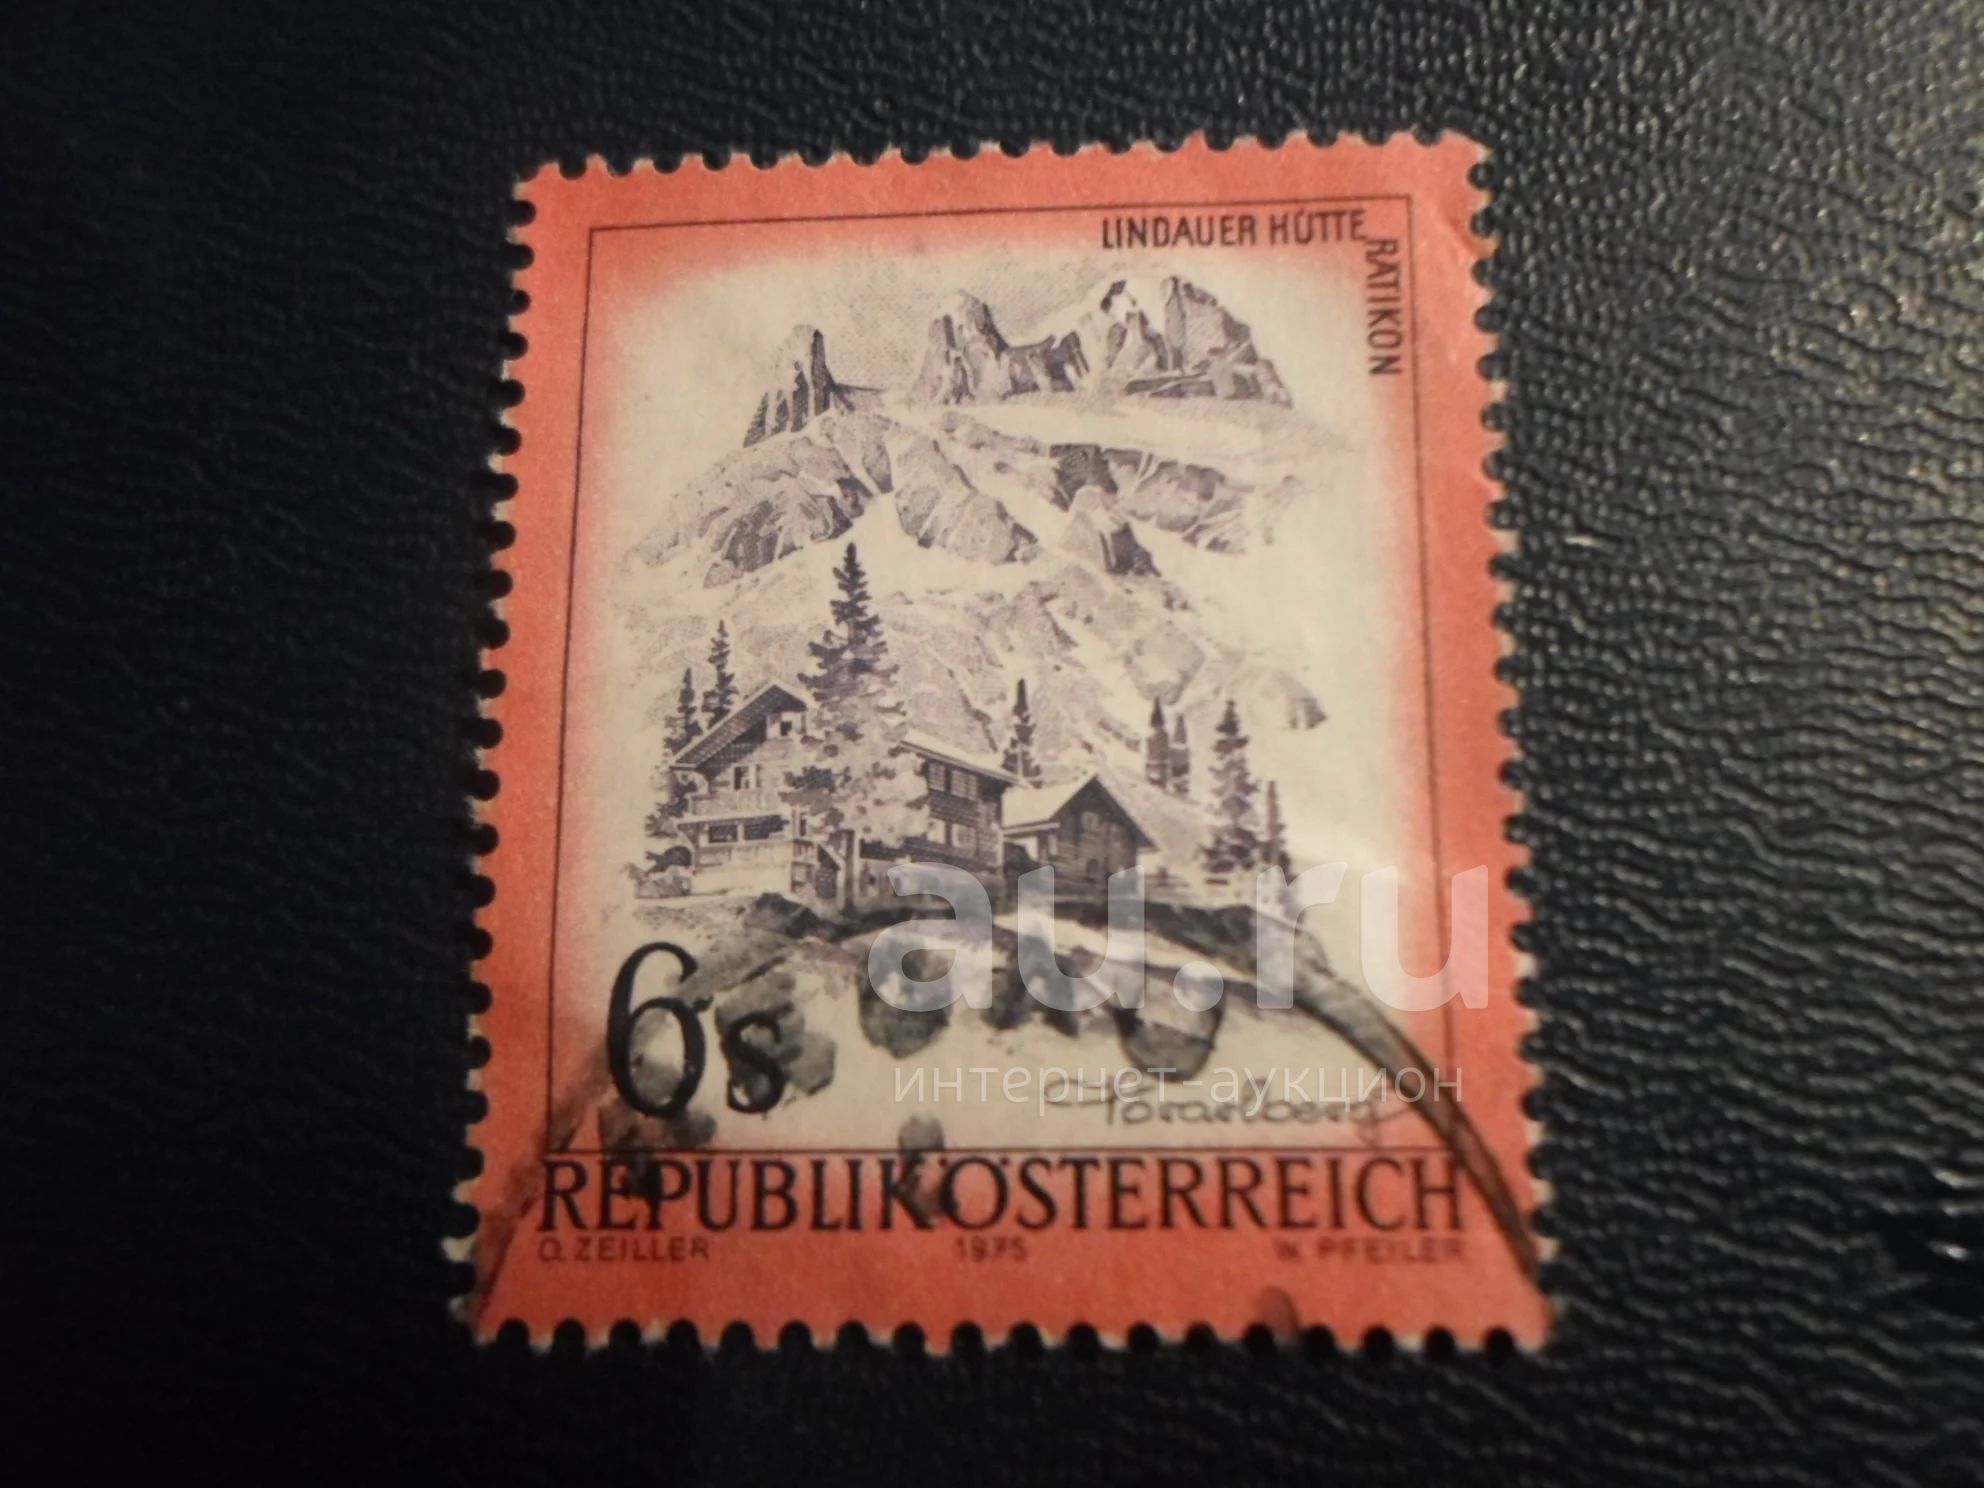 LINDAUER HÜTTE
RÄTIKON
au.ru
интернет-аукцион
6s
Vorarlberg
REPUBLIK ÖSTERREICH
O. ZEILLER 1975 W. PFEILER